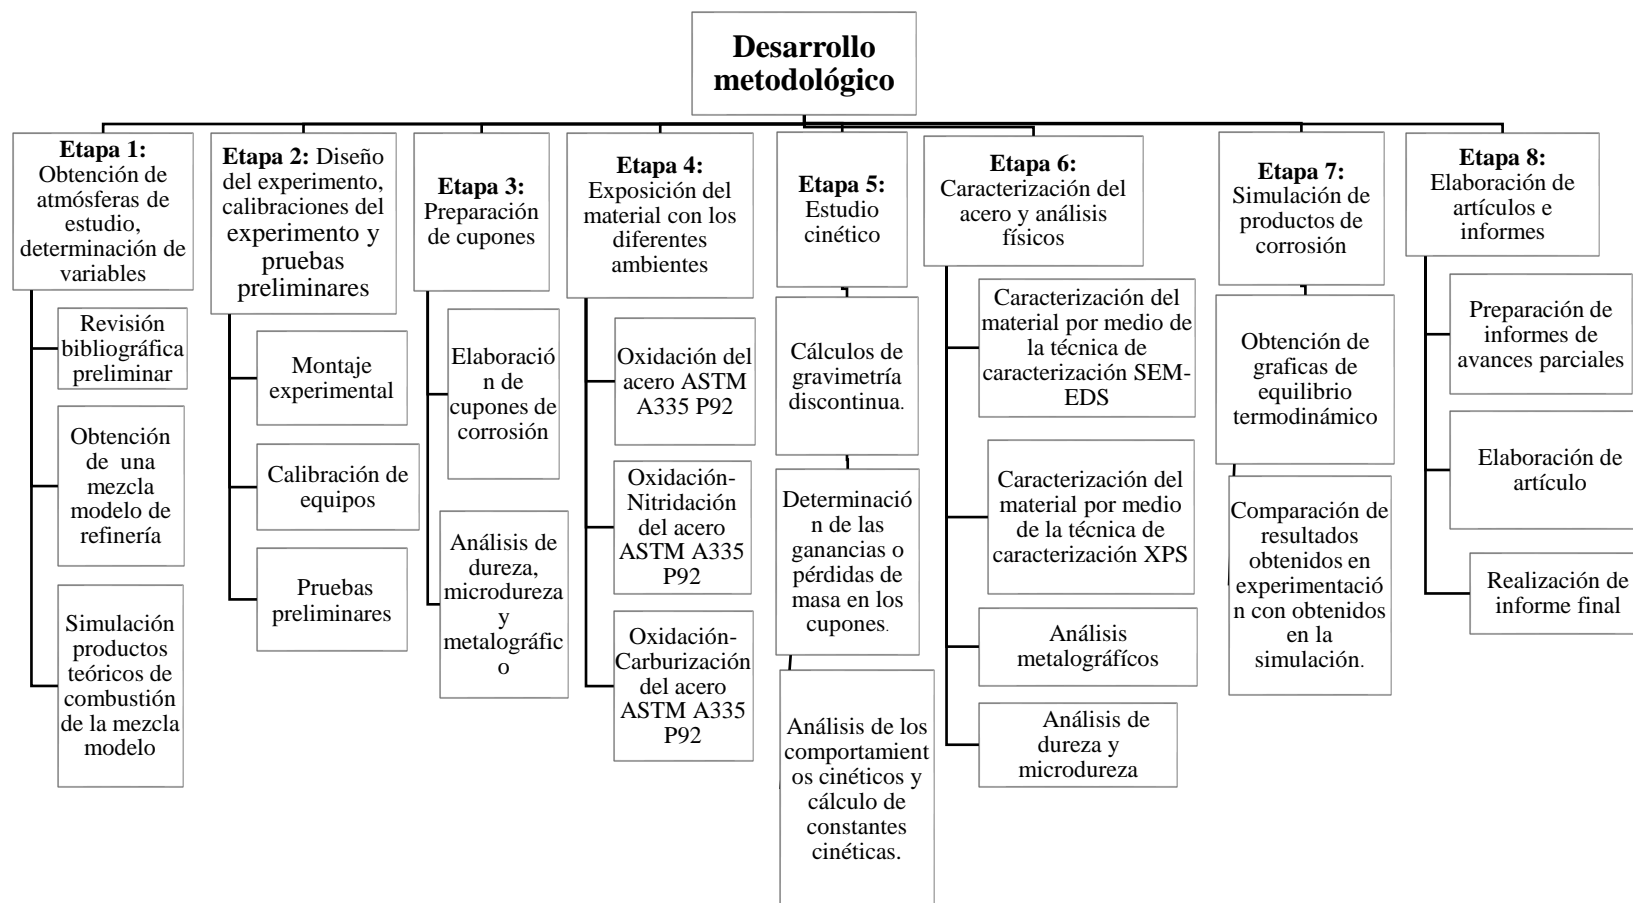 Desarrollo
metodológico
Etapa 1:
Obtención de
atmósferas de
estudio,
determinación de
variables
Revisión
bibliográfica
preliminar
Obtención
de una
mezcla
modelo de
refinería
Simulación
productos
teóricos de
combustión
de la mezcla
modelo
Etapa 2: Diseño
del experimento,
calibraciones del
experimento y
pruebas
preliminares
Montaje
experimental
Calibración de
equipos
Pruebas
preliminares
Etapa 3:
Preparación
de cupones
Elaboració
n de
cupones de
corrosión
Análisis de
dureza,
microdureza
y
metalográfic
o
Etapa 4:
Exposición del
material con los
diferentes
ambientes
Oxidación del
acero ASTM
A335 P92
Oxidación-
Nitridación
del acero
ASTM A335
P92
Oxidación-
Carburización
del acero
ASTM A335
P92
Etapa 5:
Estudio
cinético
Cálculos de
gravimetría
discontinua.
Determinació
n de las
ganancias o
pérdidas de
masa en los
cupones.
Análisis de los
comportamient
os cinéticos y
cálculo de
constantes
cinéticas.
Etapa 6:
Caracterización del
acero y análisis
físicos
Caracterización del
material por medio de
la técnica de
caracterización SEM-
EDS
Caracterización del
material por medio
de la técnica de
caracterización XPS
Análisis
metalográfícos
Análisis de
dureza y
microdureza
Etapa 7:
Simulación de
productos de
corrosión
Obtención de
graficas de
equilibrio
termodinámico
Comparación de
resultados
obtenidos en
experimentació
n con obtenidos
en la
simulación.
Etapa 8:
Elaboración de
artículos e
informes
Preparación de
informes de
avances parciales
Elaboración de
artículo
Realización de
informe final